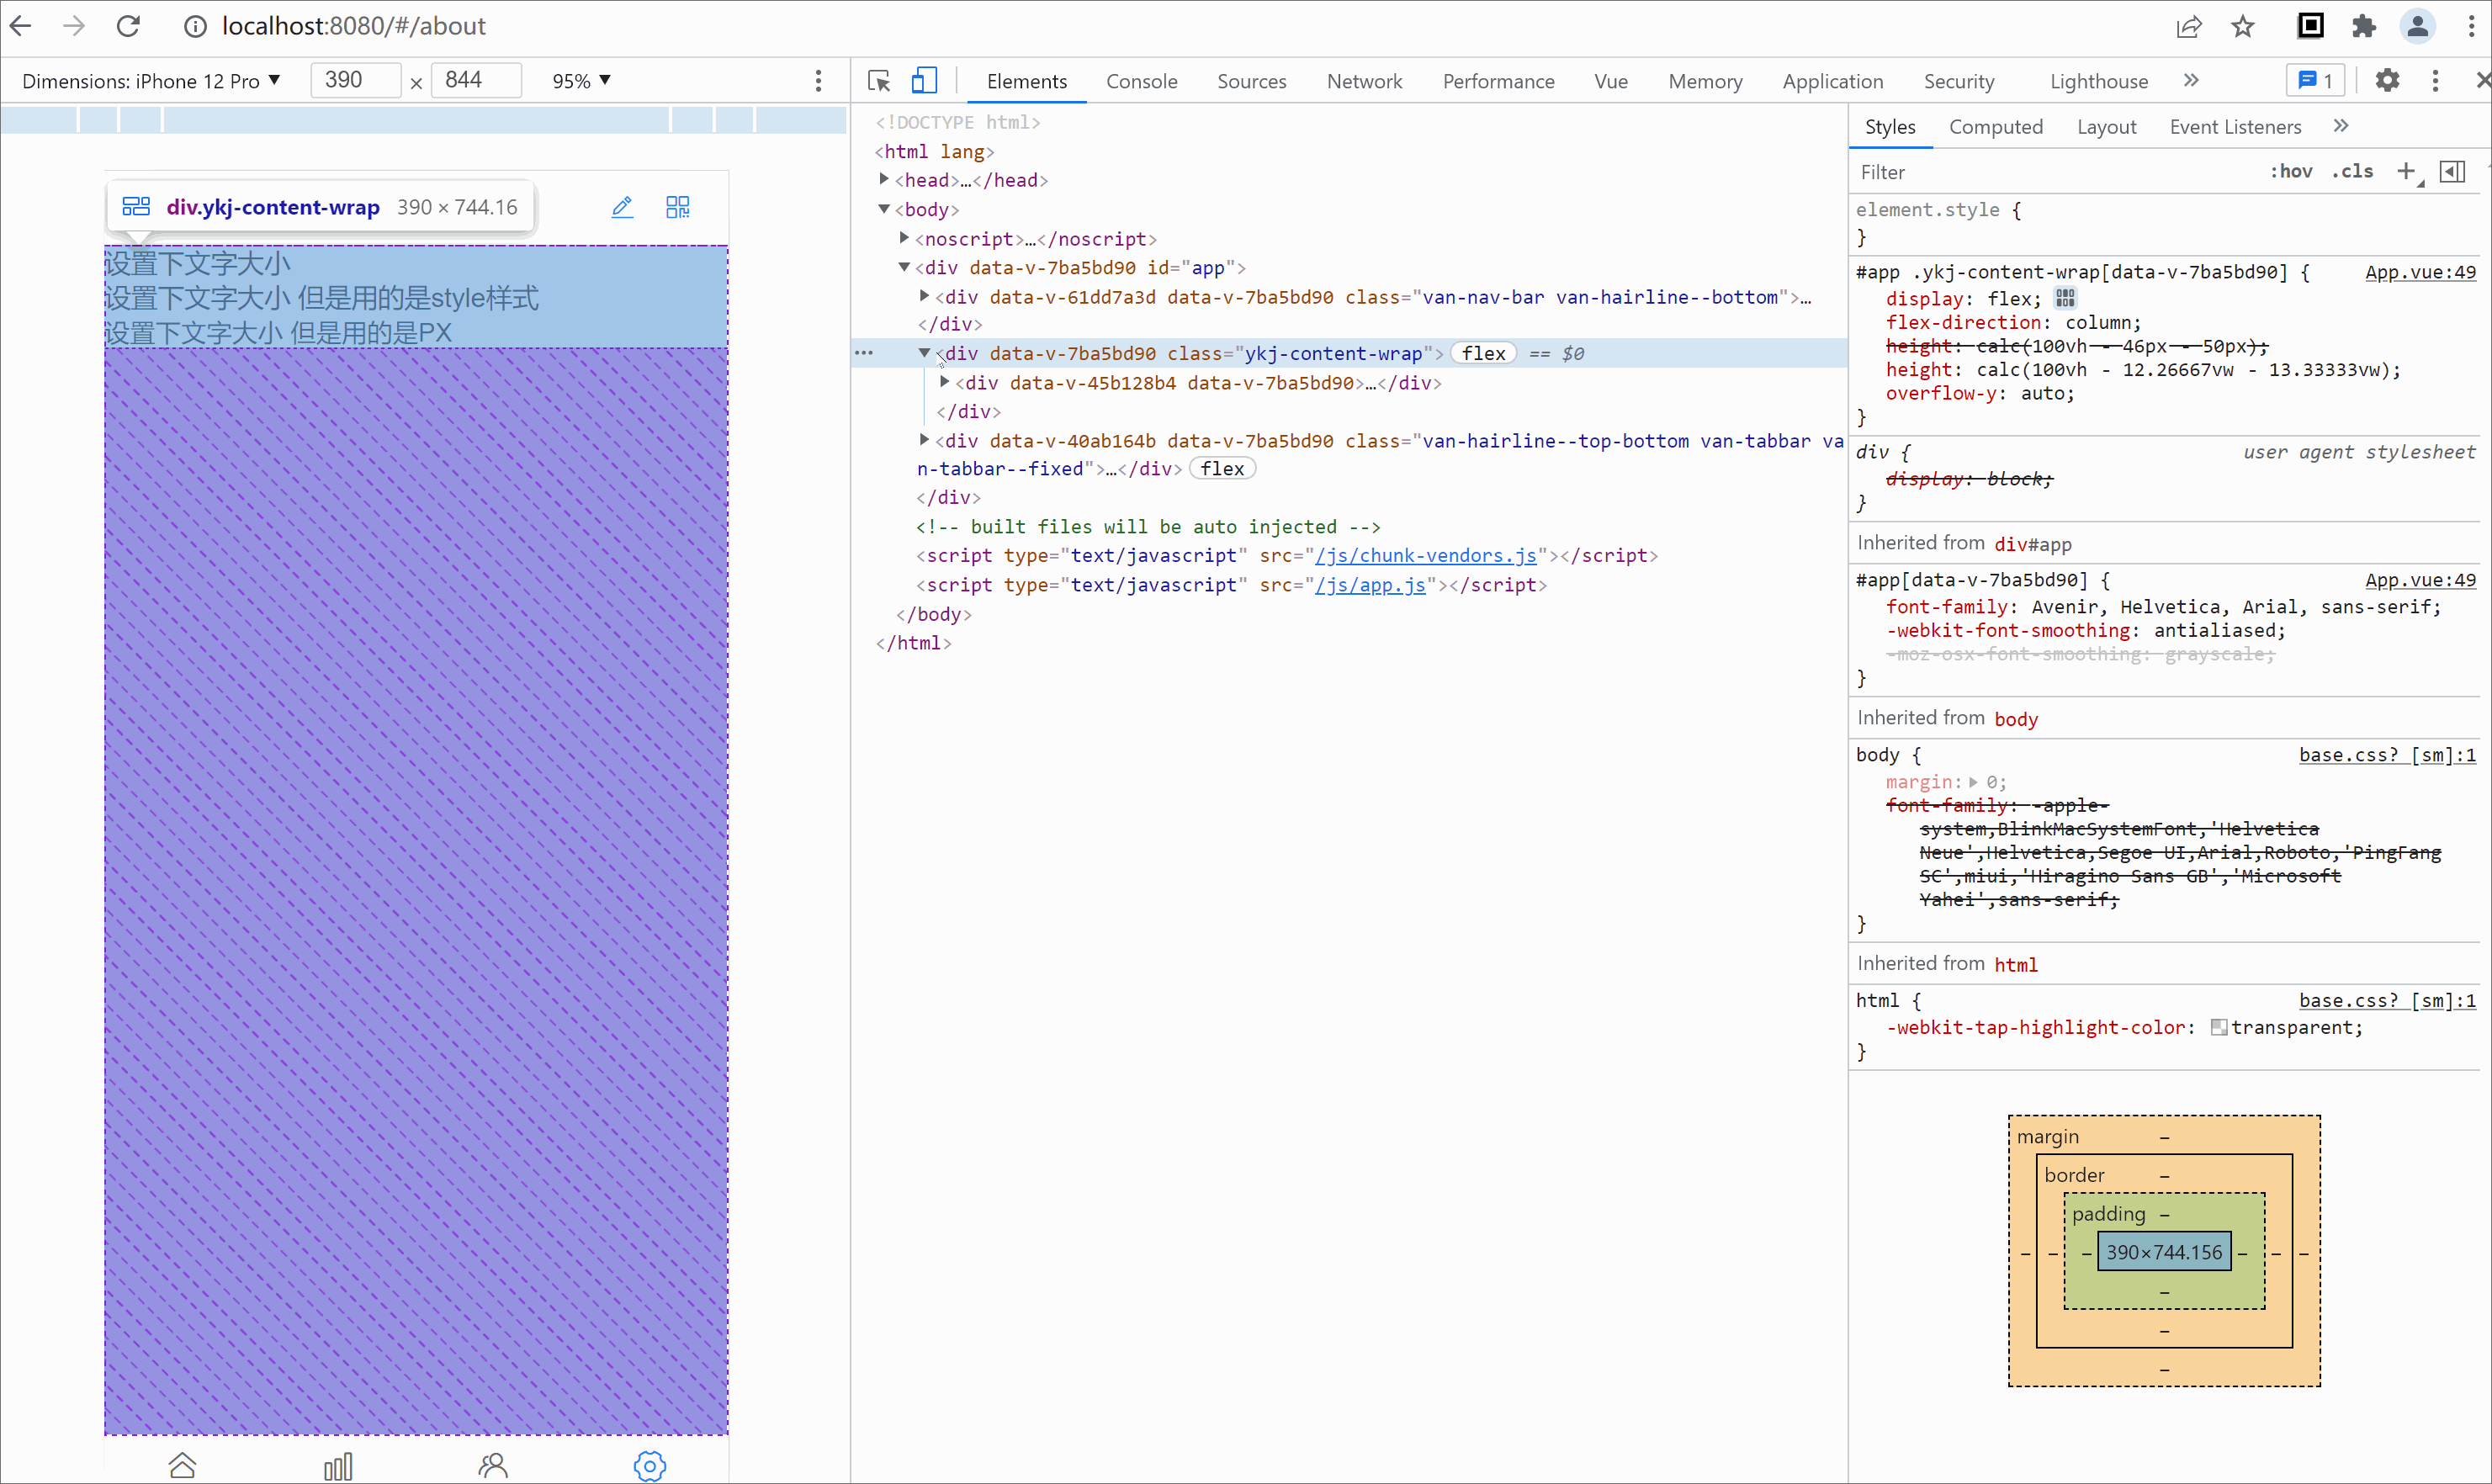 localhost:8080/#/about
Dimensions: iPhone 12 Pro ▼ 390 × 844 95% ▼
Elements Console Sources Network Performance Vue Memory Application Security Lighthouse » 1
div.ykj-content-wrap 390 × 744.16
设置下文字大小
设置下文字大小 但是用的是style样式
设置下文字大小 但是用的是PX
<!DOCTYPE html>
<html lang>
<head>…</head>
<body>
<noscript>…</noscript>
<div data-v-7ba5bd90 id="app">
<div data-v-61dd7a3d data-v-7ba5bd90 class="van-nav-bar van-hairline--bottom">…
</div>
<div data-v-7ba5bd90 class="ykj-content-wrap"> flex == $0
<div data-v-45b128b4 data-v-7ba5bd90>…</div>
</div>
<div data-v-40ab164b data-v-7ba5bd90 class="van-hairline--top-bottom van-tabbar va
n-tabbar--fixed">…</div> flex
</div>
<!-- built files will be auto injected -->
<script type="text/javascript" src="/js/chunk-vendors.js"></script>
<script type="text/javascript" src="/js/app.js"></script>
</body>
</html>
Styles Computed Layout Event Listeners »
Filter :hov .cls +
element.style {
}
#app .ykj-content-wrap[data-v-7ba5bd90] { App.vue:49
display: flex;
flex-direction: column;
height: calc(100vh - 46px - 50px);
height: calc(100vh - 12.26667vw - 13.33333vw);
overflow-y: auto;
}
div { user agent stylesheet
display: block;
}
Inherited from div#app
#app[data-v-7ba5bd90] { App.vue:49
font-family: Avenir, Helvetica, Arial, sans-serif;
-webkit-font-smoothing: antialiased;
-moz-osx-font-smoothing: grayscale;
}
Inherited from body
body { base.css? [sm]:1
margin: 0;
font-family: -apple-
system,BlinkMacSystemFont,'Helvetica
Neue',Helvetica,Segoe UI,Arial,Roboto,'PingFang
SC',miui,'Hiragino Sans GB','Microsoft
Yahei',sans-serif;
}
Inherited from html
html { base.css? [sm]:1
-webkit-tap-highlight-color: transparent;
}
margin –
border –
padding –
– – – 390×744.156 – – –
–
–
–